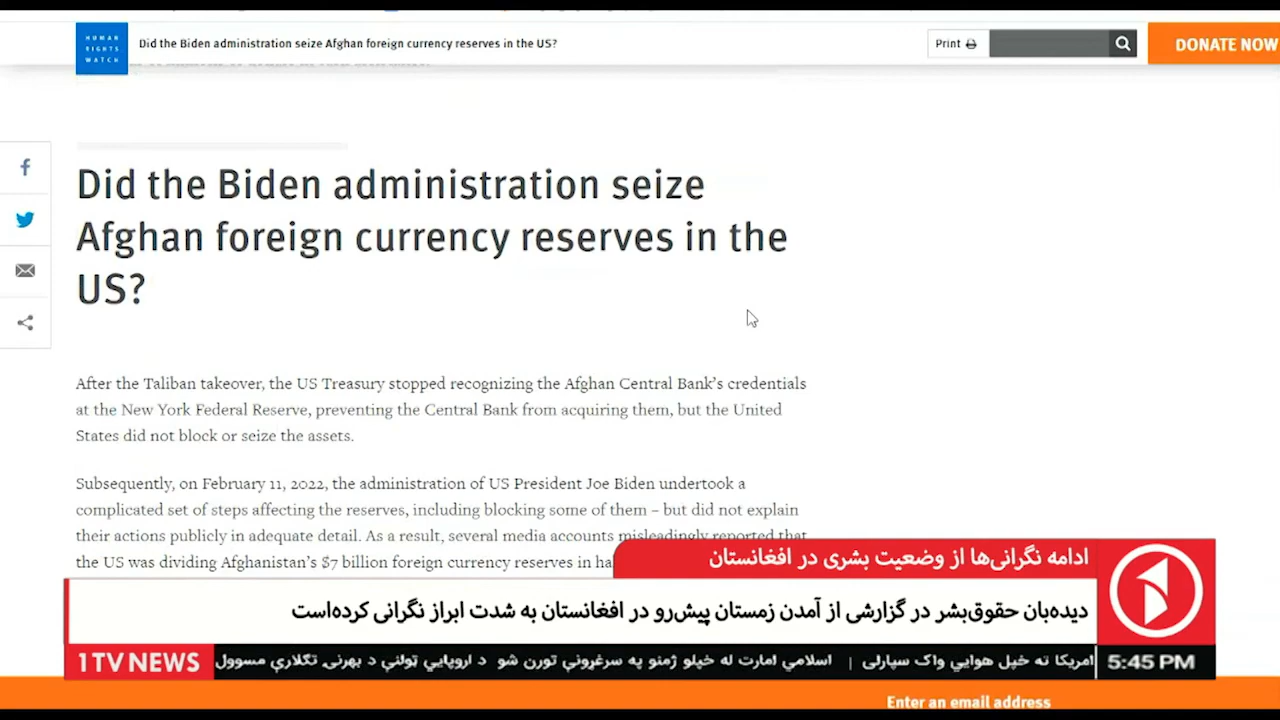 HUMAN
RIGHTS
WATCH
Did the Biden administration seize Afghan foreign currency reserves in the US?
Print
DONATE NOW
Did the Biden administration seize
Afghan foreign currency reserves in the
US?
After the Taliban takeover, the US Treasury stopped recognizing the Afghan Central Bank's credentials
at the New York Federal Reserve, preventing the Central Bank from acquiring them, but the United
States did not block or seize the assets.
Subsequently, on February 11, 2022, the administration of US President Joe Biden undertook a
complicated set of steps affecting the reserves, including blocking some of them – but did not explain
their actions publicly in adequate detail. As a result, several media accounts misleadingly reported that
the US was dividing Afghanistan's $7 billion foreign currency reserves in
ادامه نگرانی‌ها از وضعیت بشری در افغانستان
دیده‌بان حقوق‌بشر در گزارشی از آمدن زمستان پیش‌رو در افغانستان به شدت ابراز نگرانی کرده‌است
1TV NEWS
امریکا ته خپل هوایي واک سپارلی | اسلامي امارت له خپلو ژمنو په سرغړونې تورن شو د اروپايي ټولنې د بهرنۍ تګلارې مسوول
5:45 PM
Enter an email address